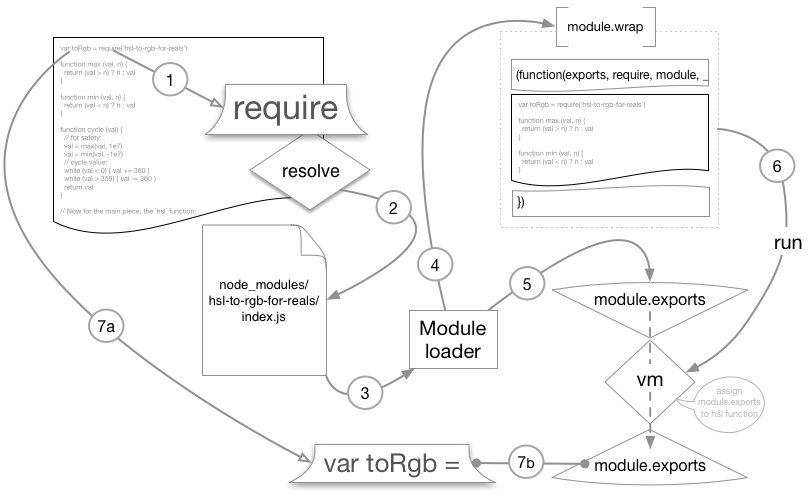 var toRgb = require('hsl-to-rgb-for-reals')
function max (val, n) {
return (val > n) ? n : val
}
function min (val, n) {
return (val < n) ? n : val
}
function cycle (val) {
// for safety:
val = max(val, 1e7)
val = min(val, -1e7)
// cycle value:
while (val < 0) { val += 360 }
while (val > 359) { val -= 360 }
return val
}
// Now for the main piece, the `hsl` function:
1
require
resolve
2
node_modules/
hsl-to-rgb-for-reals/
index.js
3
Module
loader
4
module.wrap
(function(exports, require, module, _
var toRgb = require('hsl-to-rgb-for-reals')
function max (val, n) {
return (val > n) ? n : val
}
function min (val, n) {
return (val < n) ? n : val
})
5
6
run
module.exports
vm
assign
module.exports
to hsl function
module.exports
7a
7b
var toRgb =